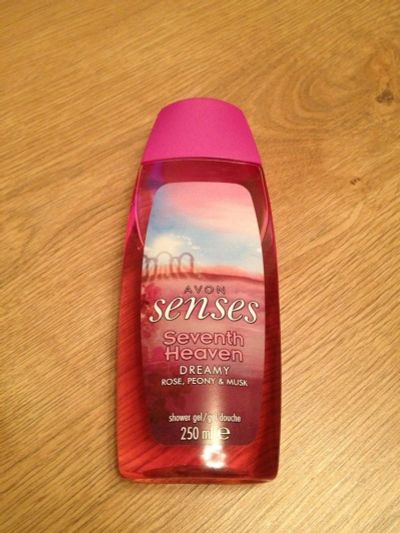 AVON
senses
Seventh
Heaven
DREAMY
ROSE, PEONY & MUSK
shower gel/gel douche
250 ml e